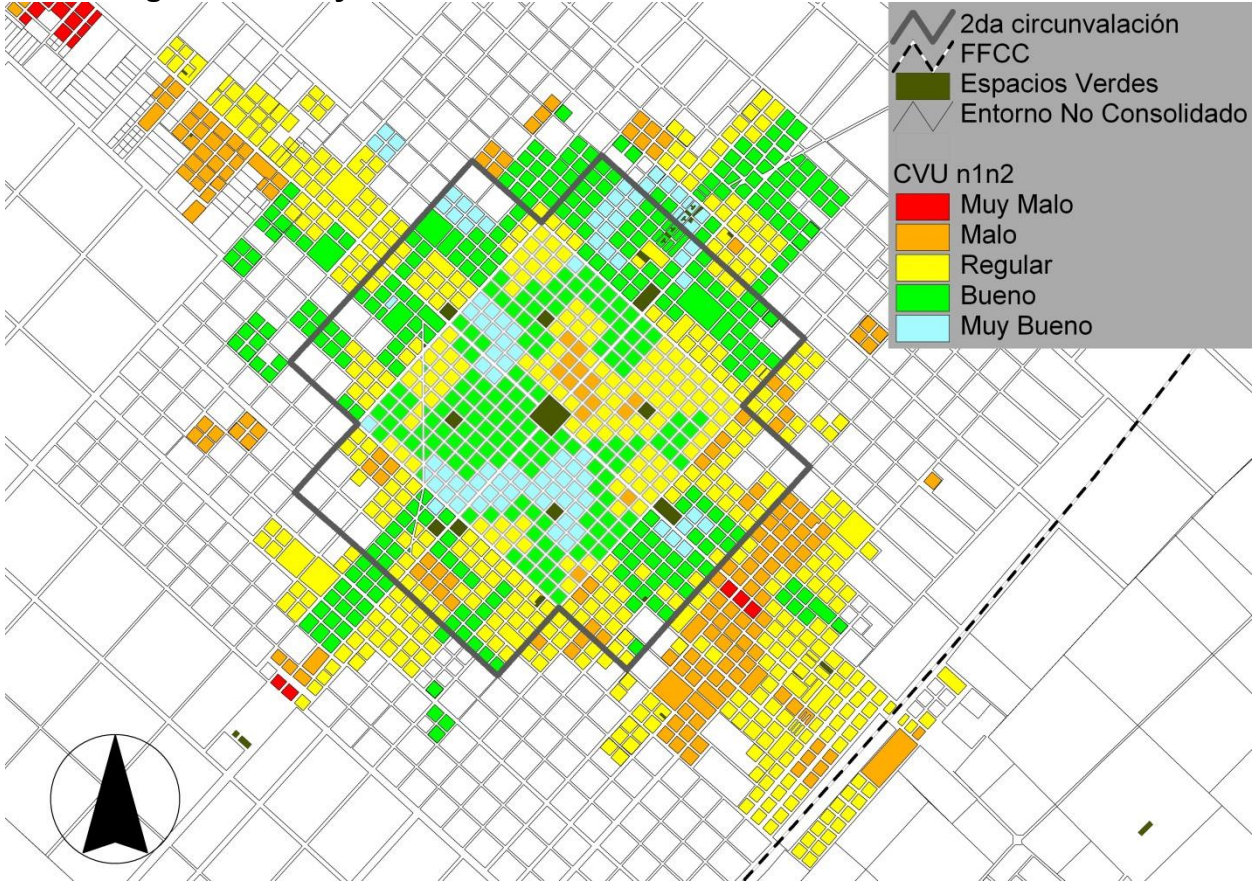 2da circunvalación
FFCC
Espacios Verdes
Entorno No Consolidado
CVU n1n2
Muy Malo
Malo
Regular
Bueno
Muy Bueno